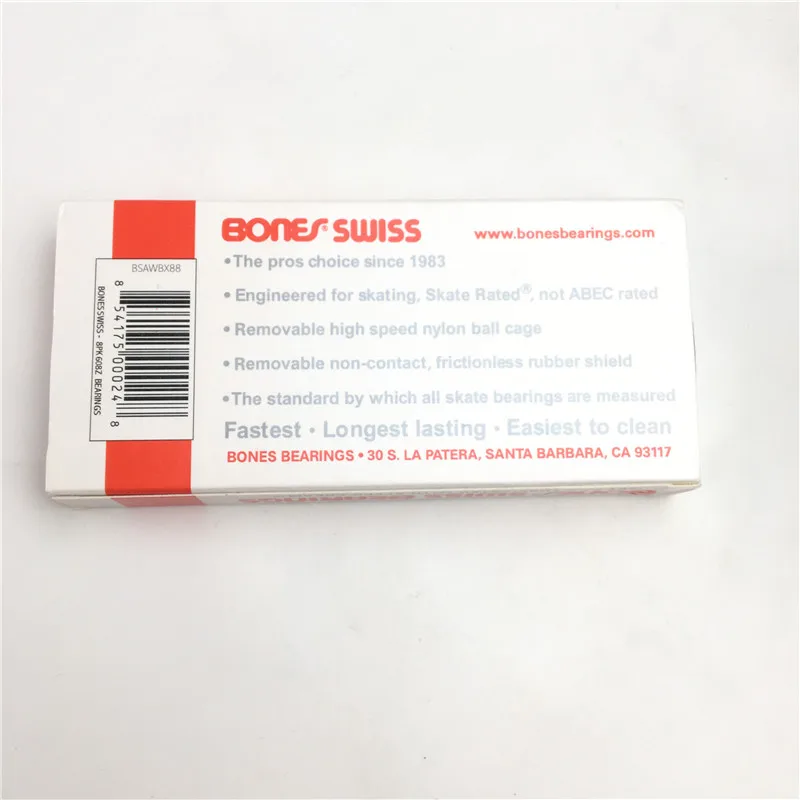 BONES® SWISS
www.bonesbearings.com
•The pros choice since 1983
•Engineered for skating, Skate Rated®, not ABEC rated
•Removable high speed nylon ball cage
•Removable non-contact, frictionless rubber shield
•The standard by which all skate bearings are measured
Fastest • Longest lasting • Easiest to clean
BONES BEARINGS • 30 S. LA PATERA, SANTA BARBARA, CA 93117
BSAWBX88
8 54175 00024 8
BONES SWISS - 8PK 608Z BEARINGS